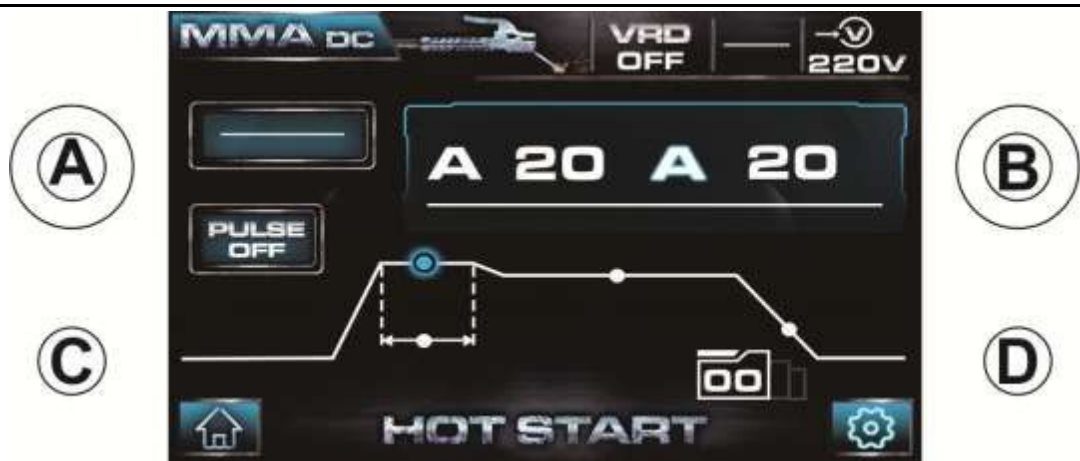 MMA DC
VRD
OFF
220V
V
A
A 20 A 20
B
PULSE
OFF
C
00
D
HOT START